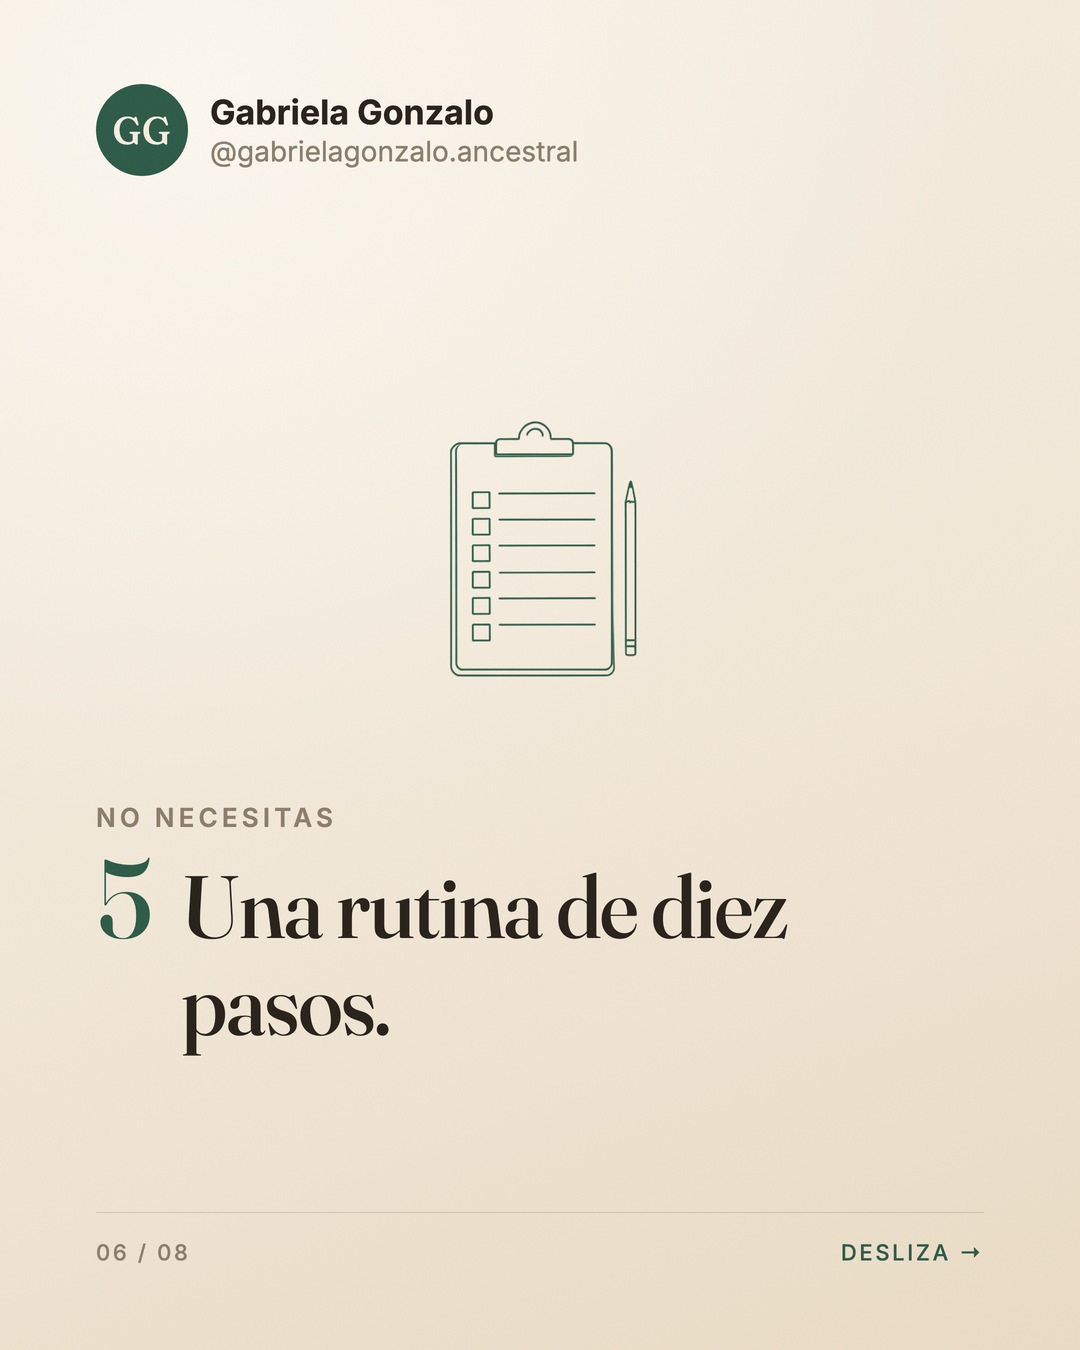 GG
Gabriela Gonzalo
@gabrielagonzalo.ancestral
NO NECESITAS
5 Una rutina de diez
pasos.
06 / 08
DESLIZA →